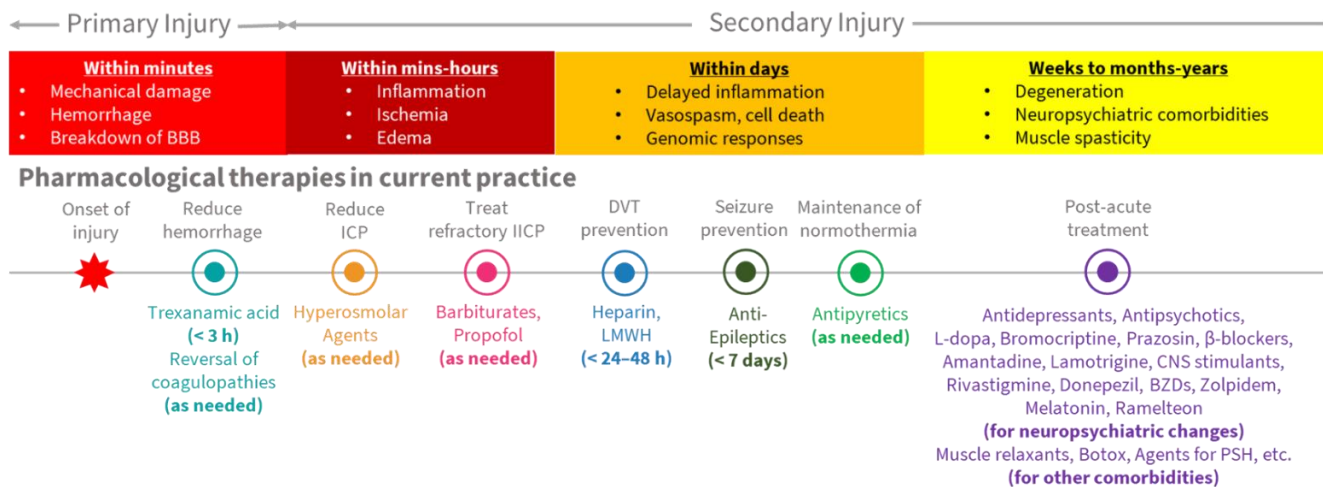 Primary Injury
Secondary Injury
Within minutes
• Mechanical damage
• Hemorrhage
• Breakdown of BBB
Within mins-hours
• Inflammation
• Ischemia
• Edema
Within days
• Delayed inflammation
• Vasospasm, cell death
• Genomic responses
Weeks to months-years
• Degeneration
• Neuropsychiatric comorbidities
• Muscle spasticity
Pharmacological therapies in current practice
Onset of
injury
Reduce
hemorrhage
Trexanamic acid
(< 3 h)
Reversal of
coagulopathies
(as needed)
Reduce
ICP
Hyperosmolar
Agents
(as needed)
Treat
refractory IICP
Barbiturates,
Propofol
(as needed)
DVT
prevention
Heparin,
LMWH
(< 24–48 h)
Seizure
prevention
Anti-
Epileptics
(< 7 days)
Maintenance of
normothermia
Antipyretics
(as needed)
Post-acute
treatment
Antidepressants, Antipsychotics,
L-dopa, Bromocriptine, Prazosin, β-blockers,
Amantadine, Lamotrigine, CNS stimulants,
Rivastigmine, Donepezil, BZDs, Zolpidem,
Melatonin, Ramelteon
(for neuropsychiatric changes)
Muscle relaxants, Botox, Agents for PSH, etc.
(for other comorbidities)